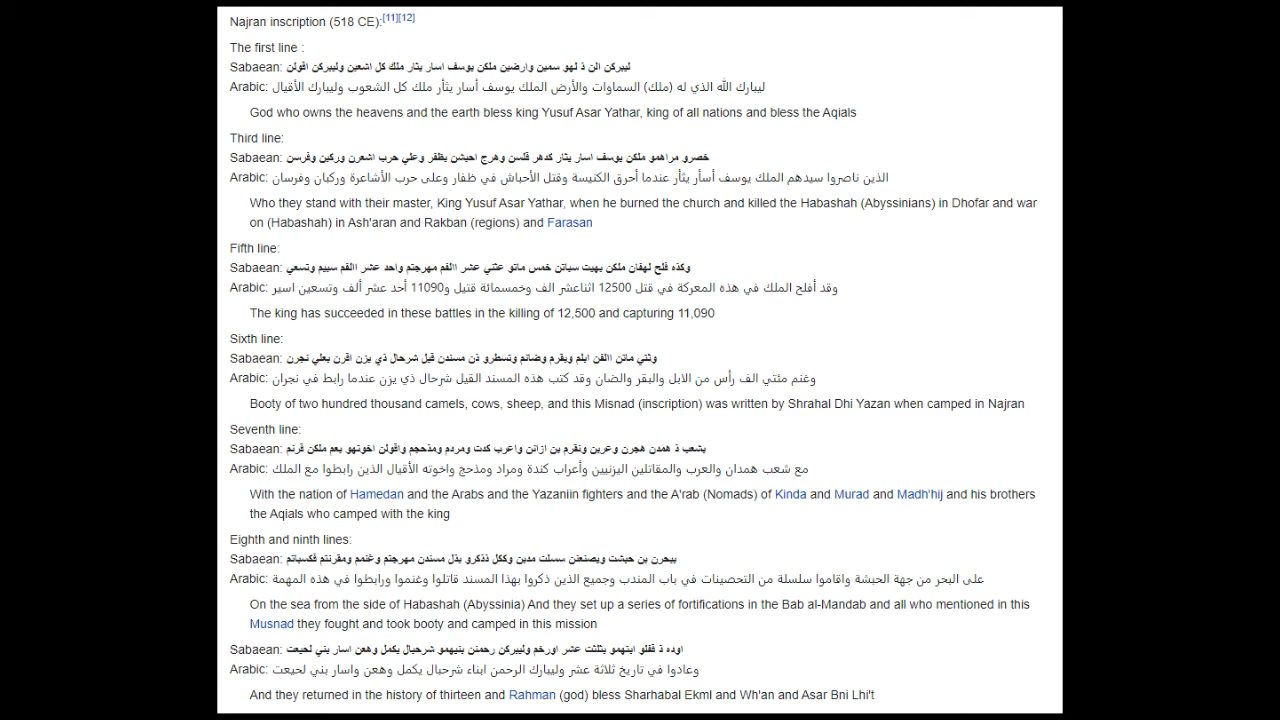 Najran inscription (518 CE):[11][12]
The first line :
Sabaean: ليبركن الن ذ لهو سمين وارضين ملكن يوسف اسار يثار ملك كل اشعين وليبركن اقولن
Arabic: ليبارك الله الذي له (ملك) السماوات والأرض الملك يوسف أسار يثأر ملك كل الشعوب وليبارك الأقيال
God who owns the heavens and the earth bless king Yusuf Asar Yathar, king of all nations and bless the Aqials
Third line:
Sabaean: خصرو مراهمو ملكن يوسف اسار يثار كدهر قلسن وهرج احبشن بظفر وعلي حرب اشعرن وركبن وفرسن
Arabic: الذين ناصروا سيدهم الملك يوسف أسأر يثأر عندما أحرق الكنيسة وقتل الأحباش في ظفار وعلى حرب الأشاعرة وركبان وفرسان
Who they stand with their master, King Yusuf Asar Yathar, when he burned the church and killed the Habashah (Abyssinians) in Dhofar and war
on (Habashah) in Ash'aran and Rakban (regions) and Farasan
Fifth line:
Sabaean: وكذه فلح لهفان ملكن بهيت سباتن خمس ماتو عثني عشر االفم مهرجتم واحد عشر االفم سبيم وتسعي
Arabic: وقد أفلح الملك في هذه المعركة في قتل 12500 اثناعشر الف وخمسمائة قتيل و11090 أحد عشر ألف وتسعين اسير
The king has succeeded in these battles in the killing of 12,500 and capturing 11,090
Sixth line:
Sabaean: وثتي ماتن االفن ابلم وبقرم وضانم وتسطرو ذن مسندن قيل شرحال ذي يزن اقرن بعلي نجرن
Arabic: وغنم مئتي الف رأس من الابل والبقر والضان وقد كتب هذه المسند القيل شرحال ذي يزن عندما رابط في نجران
Booty of two hundred thousand camels, cows, sheep, and this Misnad (inscription) was written by Shrahal Dhi Yazan when camped in Najran
Seventh line:
Sabaean: بشعب ذ همدن هجرن وعربن ونقرم بن ازانن واعرب كدت ومردم ومذحجم واقولن اخوتهو بعم ملكن قرنم
Arabic: مع شعب همدان والعرب والمقاتلين اليزنيين وأعراب كندة ومراد ومذحج واخوته الأقيال الذين رابطوا مع الملك
With the nation of Hamedan and the Arabs and the Yazaniin fighters and the A'rab (Nomads) of Kinda and Murad and Madh'hij and his brothers
the Aqials who camped with the king
Eighth and ninth lines:
Sabaean: ببحرن بن حبشت ويصنعنن سسلت مدبن وككل ذذكرو بذل مسندن مهرجتم وغنمم ومقرنتم فكسباتم
Arabic: على البحر من جهة الحبشة واقاموا سلسلة من التحصينات في باب المندب وجميع الذين ذكروا بهذا المسند قاتلوا وغنموا ورابطوا في هذه المهمة
On the sea from the side of Habashah (Abyssinia) And they set up a series of fortifications in the Bab al-Mandab and all who mentioned in this
Musnad they fought and took booty and camped in this mission
Sabaean: اوده ذ قفلو ابتهمو بثلثت عشر اورخم وليبركن رحمنن بنيهمو شرحبال يكمل وهعن اسار بني لحيعت
Arabic: وعادوا في تاريخ ثلاثة عشر وليبارك الرحمن ابناء شرحبال يكمل وهعن واسار بني لحيعت
And they returned in the history of thirteen and Rahman (god) bless Sharhabal Ekml and Wh'an and Asar Bni Lhi't